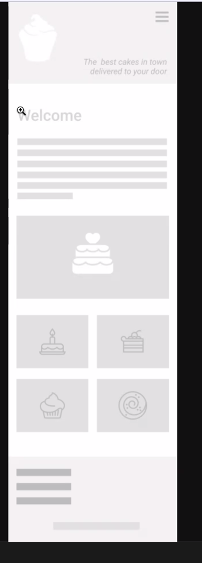 The best cakes in town
delivered to your door
Welcome